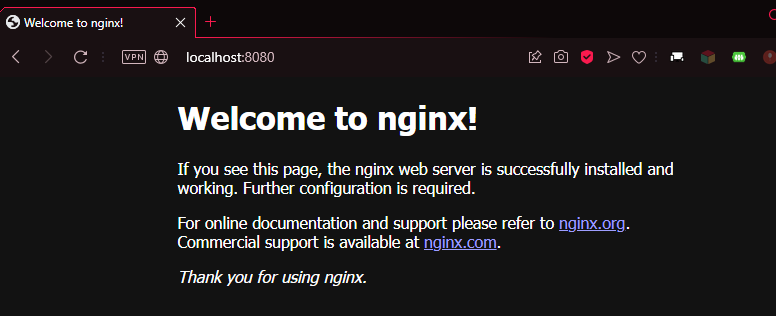 Welcome to nginx!
VPN
localhost:8080
Welcome to nginx!
If you see this page, the nginx web server is successfully installed and
working. Further configuration is required.
For online documentation and support please refer to nginx.org.
Commercial support is available at nginx.com.
Thank you for using nginx.